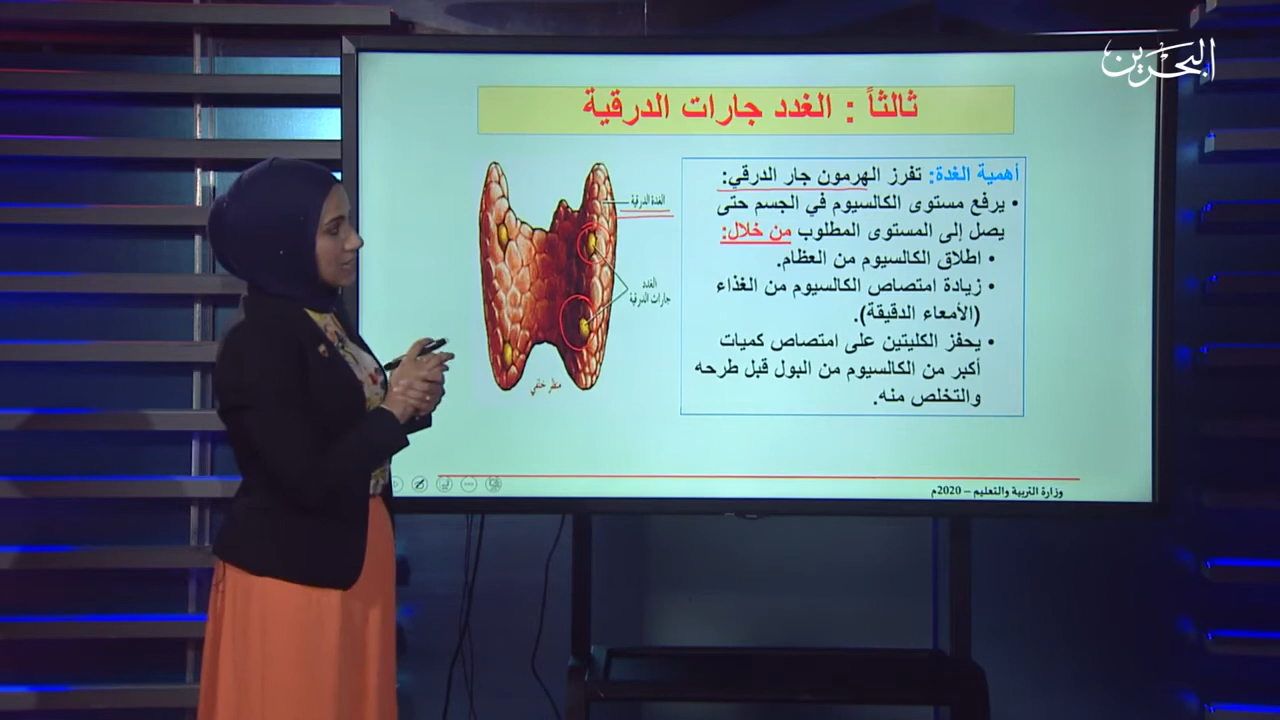 البحرين
ثالثاً : الغدد جارات الدرقية
أهمية الغدة: تفرز الهرمون جار الدرقي:
• يرفع مستوى الكالسيوم في الجسم حتى
يصل إلى المستوى المطلوب من خلال:
• اطلاق الكالسيوم من العظام.
• زيادة امتصاص الكالسيوم من الغذاء
(الأمعاء الدقيقة).
• يحفز الكليتين على امتصاص كميات
أكبر من الكالسيوم من البول قبل طرحه
والتخلص منه.
الغدة الدرقية
الغدد
جارات الدرقية
منظر خلفي
وزارة التربية والتعليم – 2020م